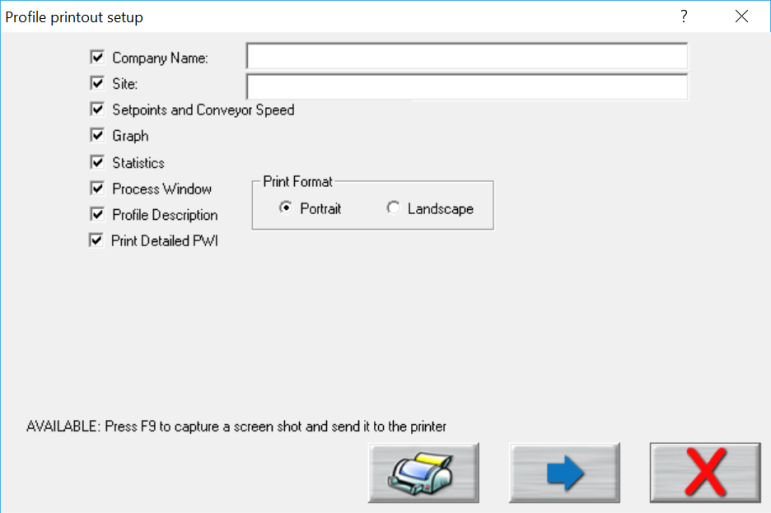 Profile printout setup ?
Company Name:
Site:
Setpoints and Conveyor Speed
Graph
Statistics
Process Window
Print Format
Profile Description
Portrait Landscape
Print Detailed PWI
AVAILABLE: Press F9 to capture a screen shot and send it to the printer